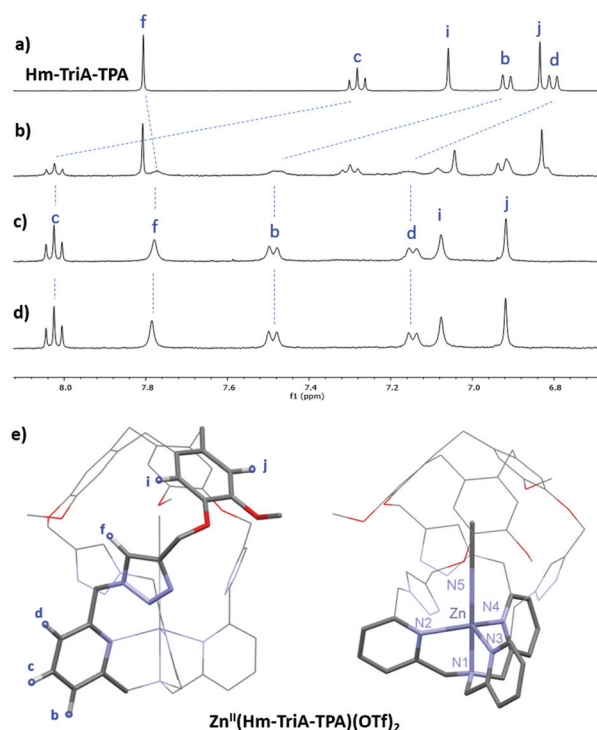 a)
Hm-TriA-TPA
f
c
i
b
j
d
b)
c)
c
f
b
d
i
j
d)
8.0 7.8 7.6 7.4 7.2 7.0 6.8
f1 (ppm)
e)
i
j
f
d
c
b
N5
Zn
N4
N2
N3
N1
Zn^II(Hm-TriA-TPA)(OTf)₂